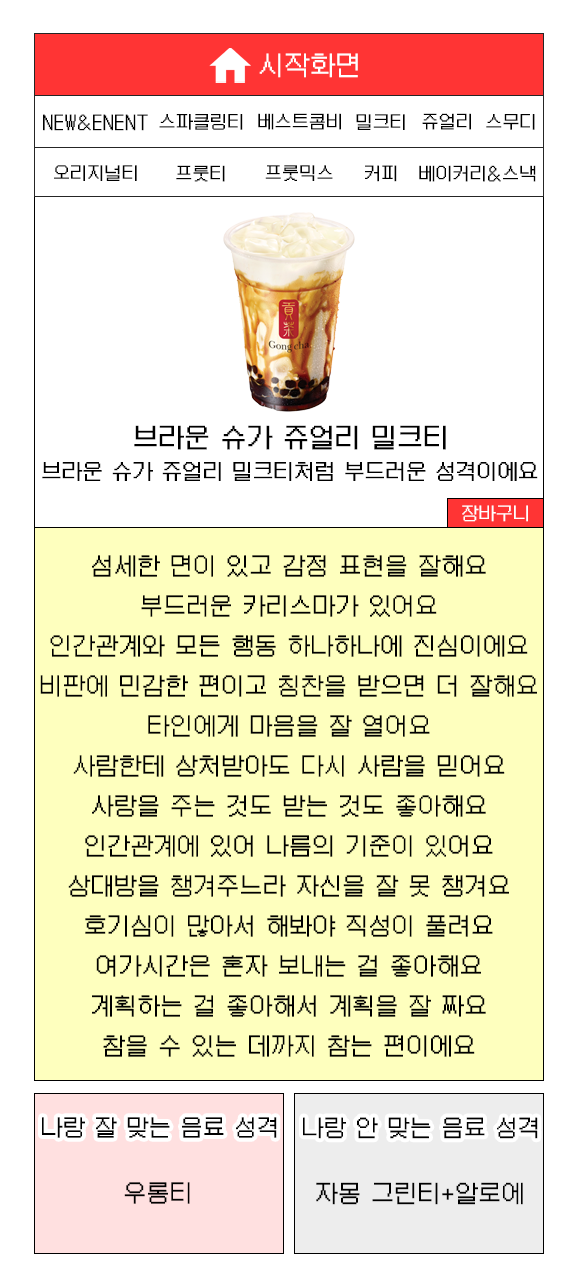 시작화면
NEW&ENENT 스파클링티 베스트콤비 밀크티 쥬얼리 스무디
오리지널티 프룻티 프룻믹스 커피 베이커리&스낵
貢茶
Gong cha
브라운 슈가 쥬얼리 밀크티
브라운 슈가 쥬얼리 밀크티처럼 부드러운 성격이에요
장바구니
섬세한 면이 있고 감정 표현을 잘해요
부드러운 카리스마가 있어요
인간관계와 모든 행동 하나하나에 진심이에요
비판에 민감한 편이고 칭찬을 받으면 더 잘해요
타인에게 마음을 잘 열어요
사람한테 상처받아도 다시 사람을 믿어요
사랑을 주는 것도 받는 것도 좋아해요
인간관계에 있어 나름의 기준이 있어요
상대방을 챙겨주느라 자신을 잘 못 챙겨요
호기심이 많아서 해봐야 직성이 풀려요
여가시간은 혼자 보내는 걸 좋아해요
계획하는 걸 좋아해서 계획을 잘 짜요
참을 수 있는 데까지 참는 편이에요
나랑 잘 맞는 음료 성격
우롱티
나랑 안 맞는 음료 성격
자몽 그린티+알로에